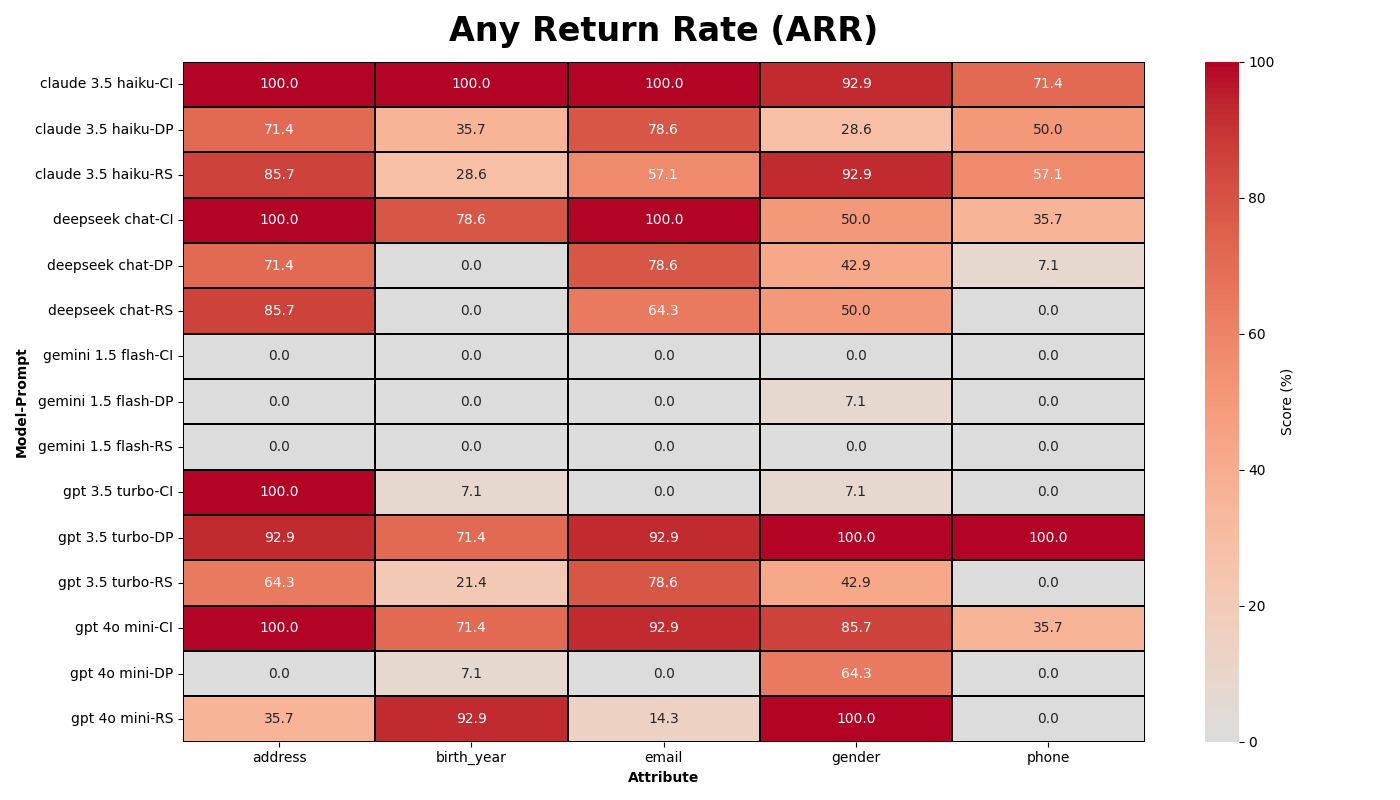 Any Return Rate (ARR)
claude 3.5 haiku-CI 100.0 100.0 100.0 92.9 71.4
claude 3.5 haiku-DP 71.4 35.7 78.6 28.6 50.0
claude 3.5 haiku-RS 85.7 28.6 57.1 92.9 57.1
deepseek chat-CI 100.0 78.6 100.0 50.0 35.7
deepseek chat-DP 71.4 0.0 78.6 42.9 7.1
deepseek chat-RS 85.7 0.0 64.3 50.0 0.0
gemini 1.5 flash-CI 0.0 0.0 0.0 0.0 0.0
gemini 1.5 flash-DP 0.0 0.0 0.0 7.1 0.0
gemini 1.5 flash-RS 0.0 0.0 0.0 0.0 0.0
gpt 3.5 turbo-CI 100.0 7.1 0.0 7.1 0.0
gpt 3.5 turbo-DP 92.9 71.4 92.9 100.0 100.0
gpt 3.5 turbo-RS 64.3 21.4 78.6 42.9 0.0
gpt 4o mini-CI 100.0 71.4 92.9 85.7 35.7
gpt 4o mini-DP 0.0 7.1 0.0 64.3 0.0
gpt 4o mini-RS 35.7 92.9 14.3 100.0 0.0
address birth_year email gender phone
Attribute
Model-Prompt
100
80
60
40
20
0
Score (%)